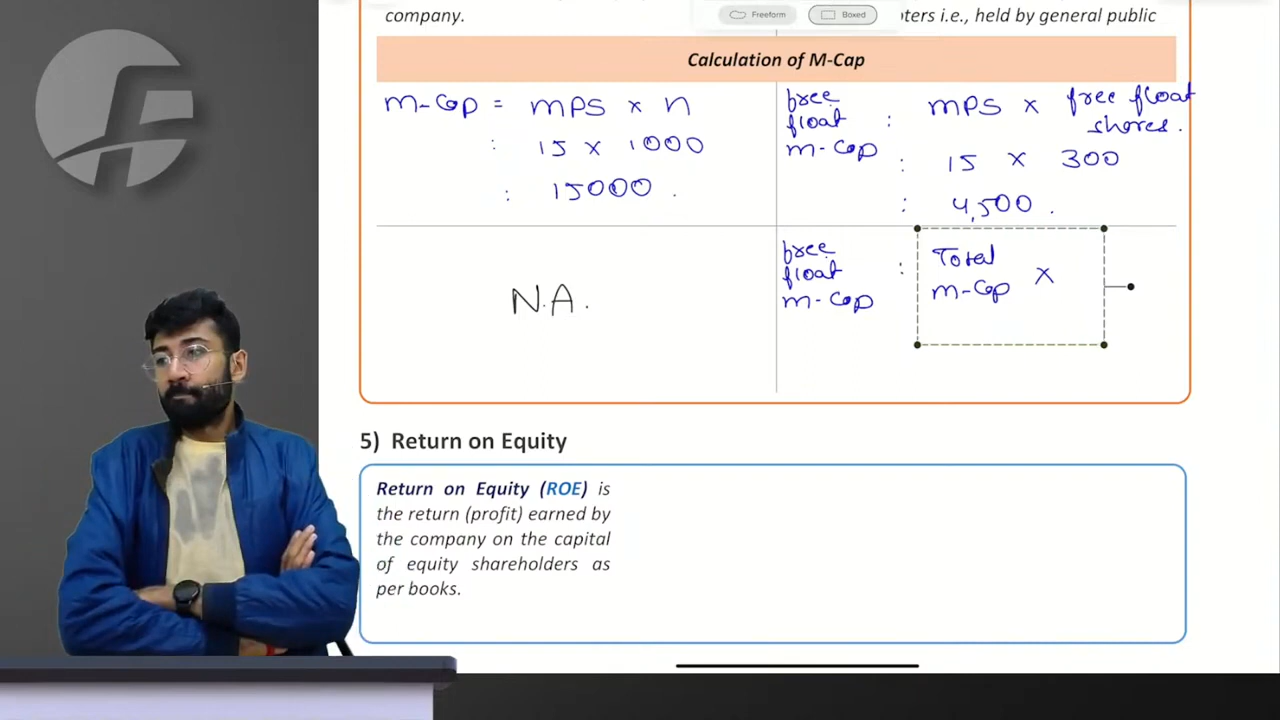 Freeform
Boxed
company.
ters i.e., held by general public
Calculation of M-Cap
m-Cap = MPS x n
: 15 x 1000
: 15000.
free float m-Cap : MPS x free float shares.
: 15 x 300
: 4,500.
N.A.
free float m-Cap : Total m-Cap x
5) Return on Equity
Return on Equity (ROE) is
the return (profit) earned by
the company on the capital
of equity shareholders as
per books.